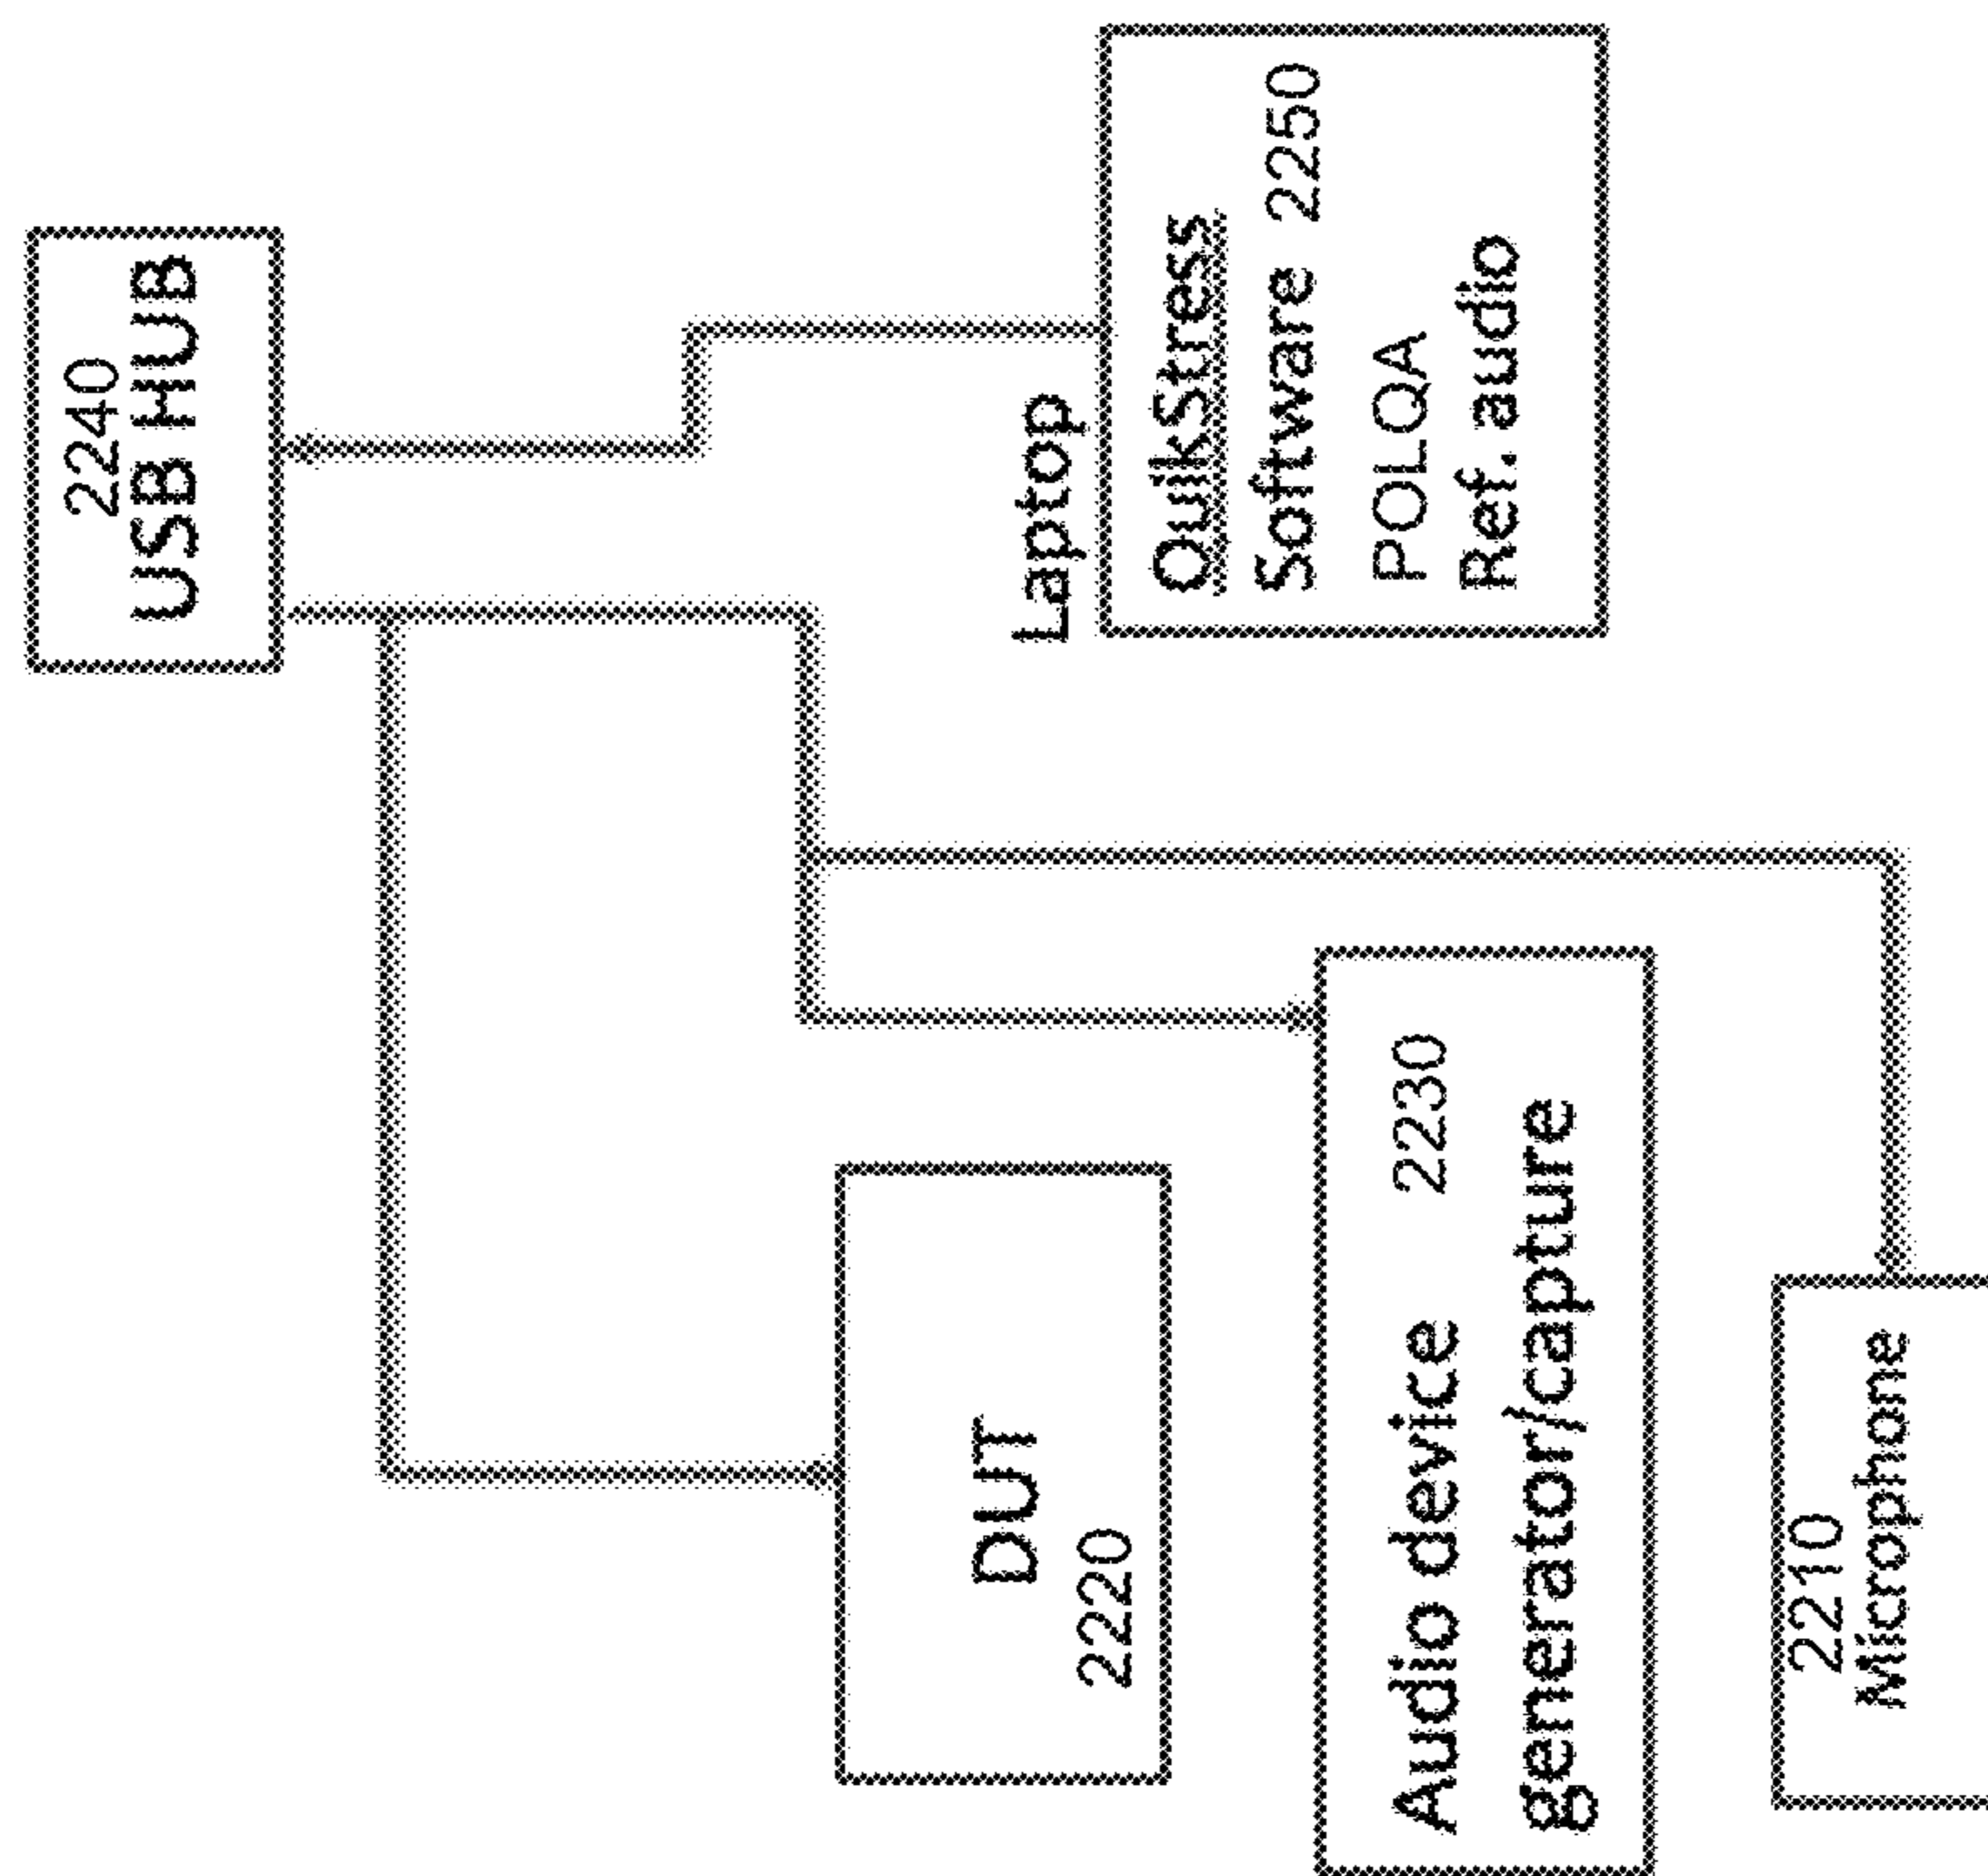 2240
USB HUB
Laptop
QuikStress
Software 2250
POLQA
Ref. audio
DUT
2220
Audio device 2230
generator/capture
2210
Microphone